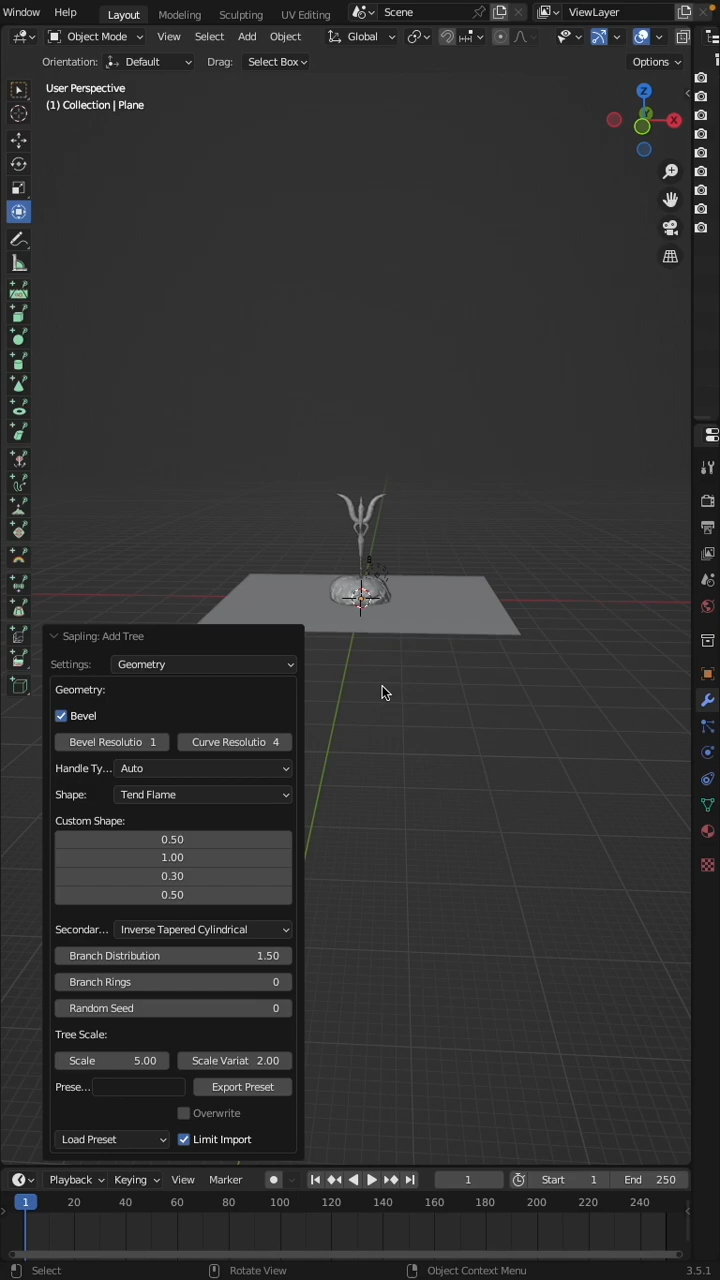 Window Help Layout Modeling Sculpting UV Editing Scene ViewLayer
Object Mode View Select Add Object Global
Orientation: Default Drag: Select Box Options
User Perspective
(1) Collection | Plane
Z
Y
X
Sapling: Add Tree
Settings: Geometry
Geometry:
Bevel
Bevel Resolutio 1 Curve Resolutio 4
Handle Ty... Auto
Shape: Tend Flame
Custom Shape:
0.50
1.00
0.30
0.50
Secondar... Inverse Tapered Cylindrical
Branch Distribution 1.50
Branch Rings 0
Random Seed 0
Tree Scale:
Scale 5.00 Scale Variat 2.00
Prese... Export Preset
Overwrite
Load Preset Limit Import
Playback Keying View Marker 1 Start 1 End 250
1 20 40 60 80 100 120 140 160 180 200 220 240
Select Rotate View Object Context Menu 3.5.1